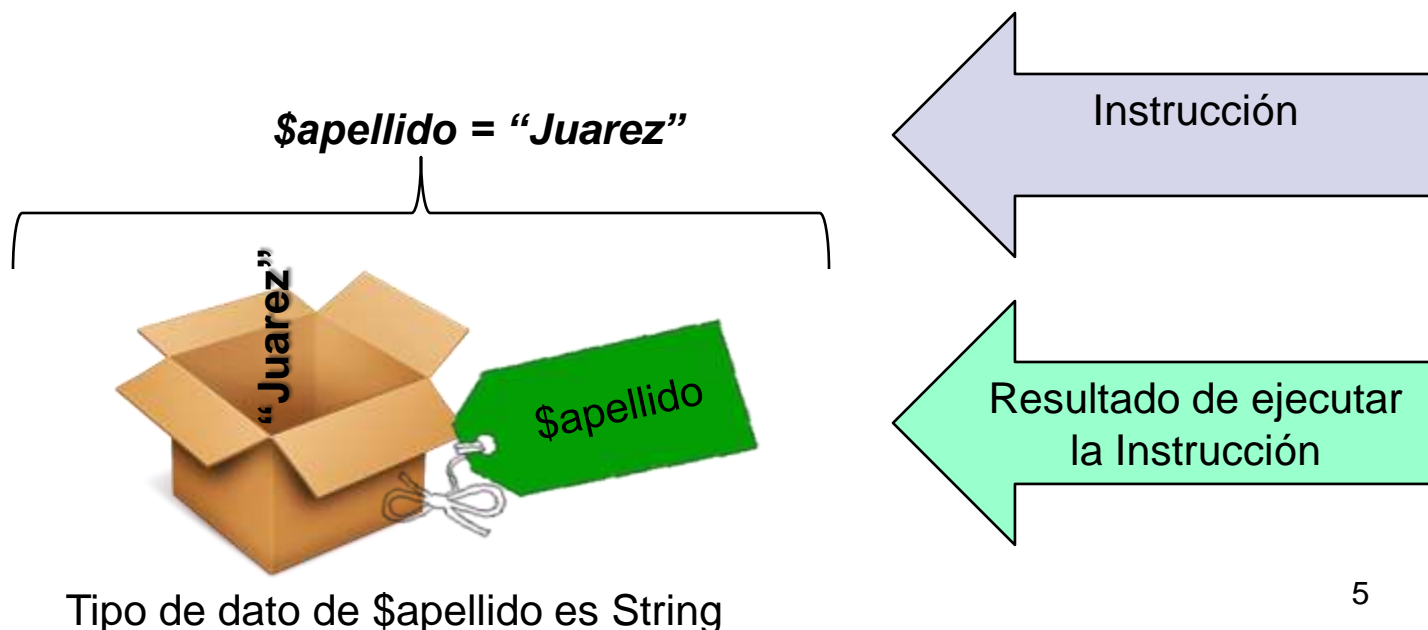 $apellido = “Juarez”
Instrucción
“Juarez”
$apellido
Resultado de ejecutar
la Instrucción
Tipo de dato de $apellido es String
5